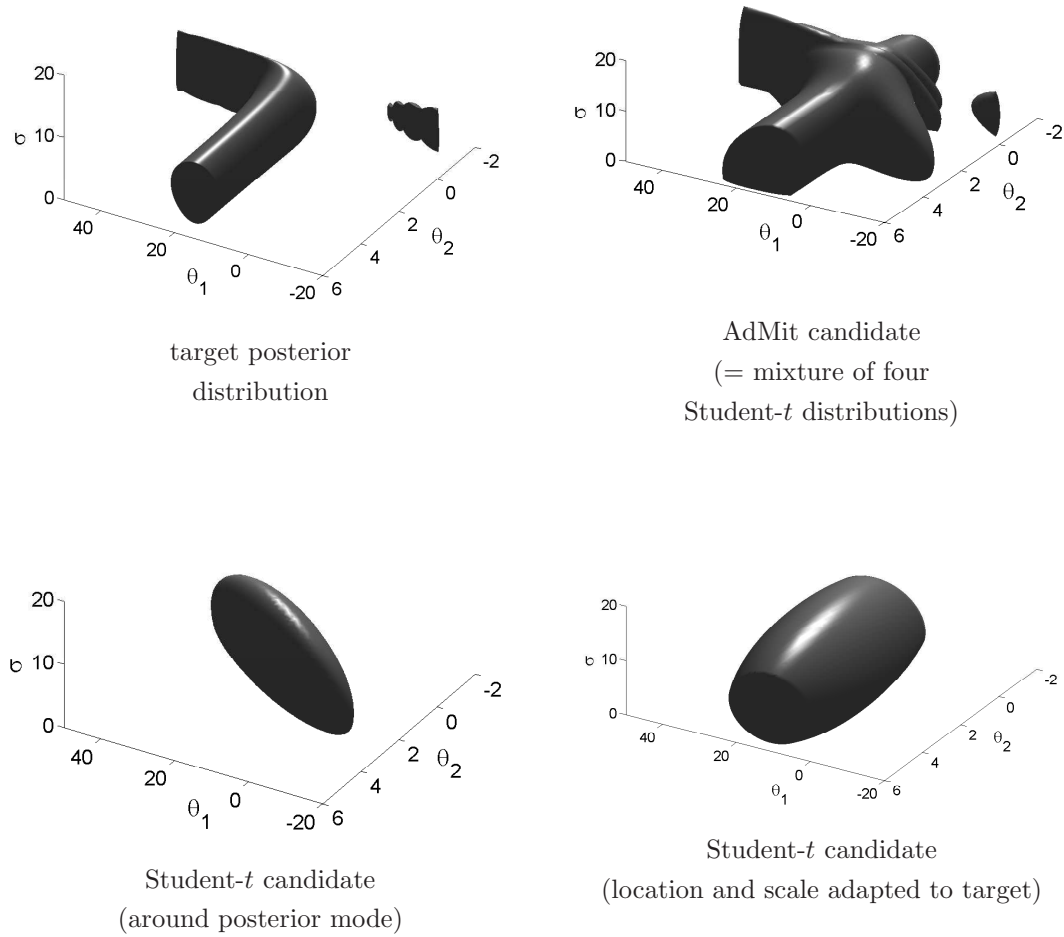 20
10
0
σ
40
20
0
-20
θ1
6
4
2
0
-2
θ2
target posterior
distribution
20
10
0
σ
40
20
0
-20
θ1
6
4
2
0
-2
θ2
AdMit candidate
(= mixture of four
Student-t distributions)
20
10
0
σ
40
20
0
-20
θ1
6
4
2
0
-2
θ2
Student-t candidate
(around posterior mode)
20
15
10
5
0
σ
40
20
0
-20
θ1
6
4
2
0
-2
θ2
Student-t candidate
(location and scale adapted to target)